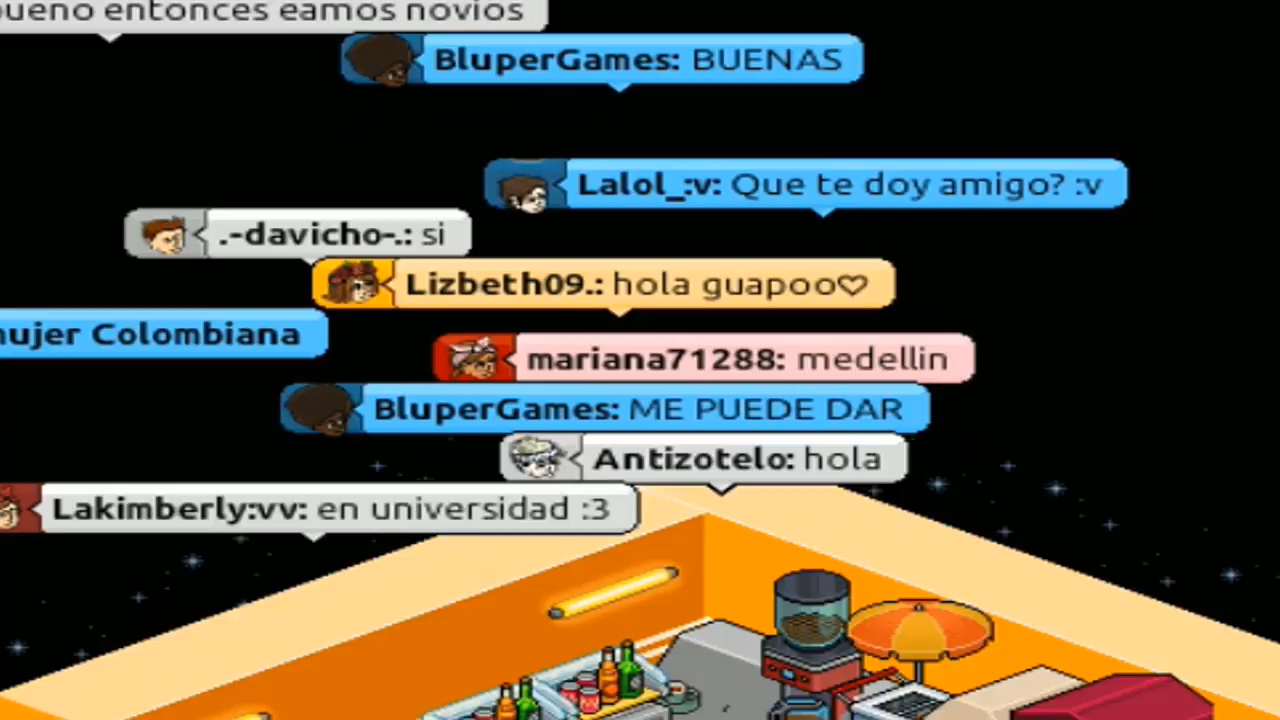 bueno entonces eamos novios
BluperGames: BUENAS
Lalol_:v: Que te doy amigo? :v
.-davicho-.: si
Lizbeth09.: hola guapoo♡
mujer Colombiana
mariana71288: medellin
BluperGames: ME PUEDE DAR
Antizotelo: hola
Lakimberly:vv: en universidad :3